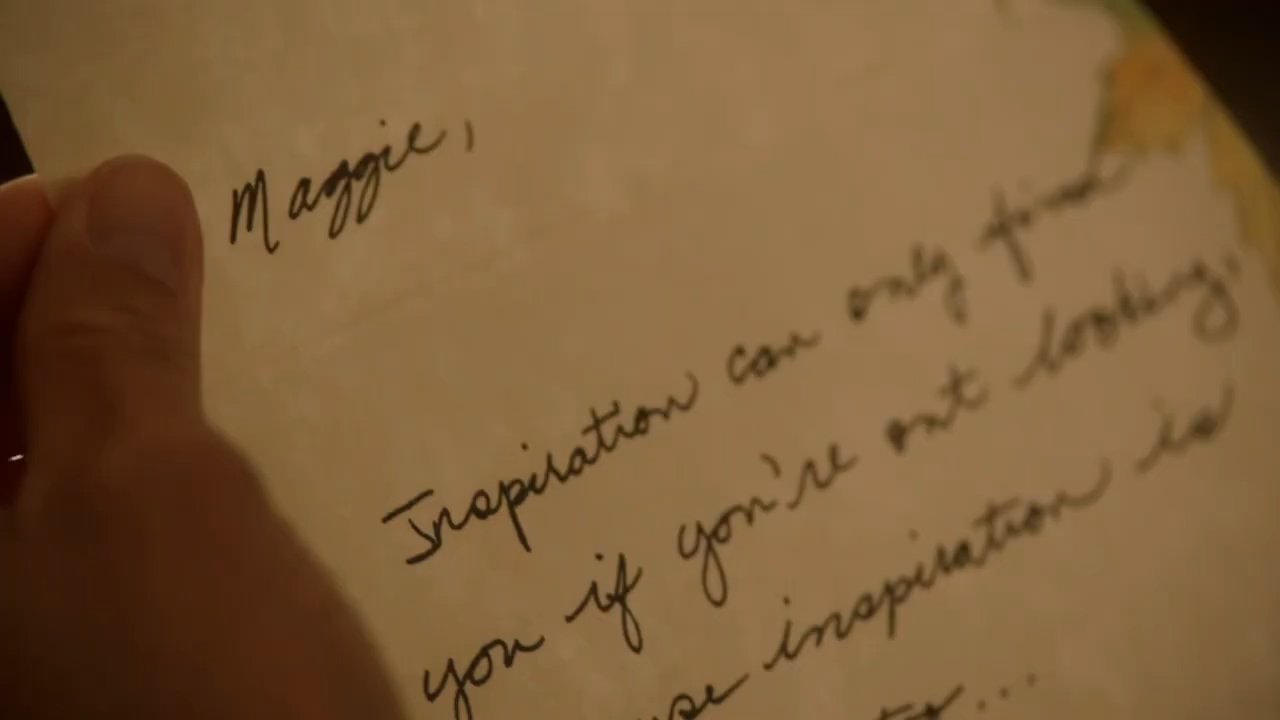 Maggie,
Inspiration can only find
you if you're out looking,
inspiration is